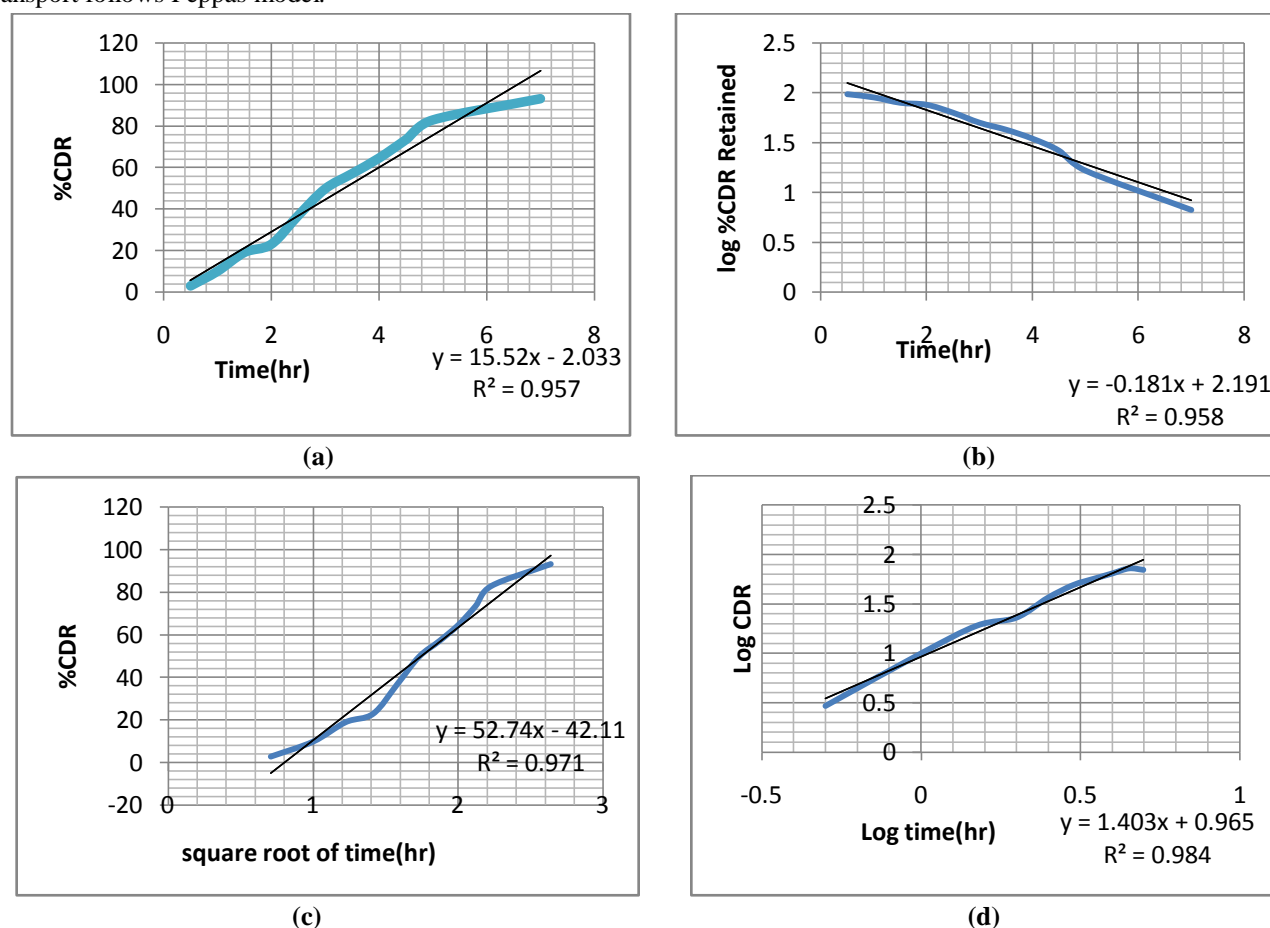 follows Peppas model.
120
100
80
60
40
20
0
%CDR
0 2 4 6 8
Time(hr)
y = 15.52x - 2.033
R² = 0.957
(a)
2.5
2
1.5
1
0.5
0
log %CDR Retained
0 2 4 6 8
Time(hr)
y = -0.181x + 2.191
R² = 0.958
(b)
120
100
80
60
40
20
0
-20
%CDR
0 1 2 3
square root of time(hr)
y = 52.74x - 42.11
R² = 0.971
(c)
2.5
2
1.5
1
0.5
0
Log CDR
-0.5 0 0.5 1
Log time(hr)
y = 1.403x + 0.965
R² = 0.984
(d)